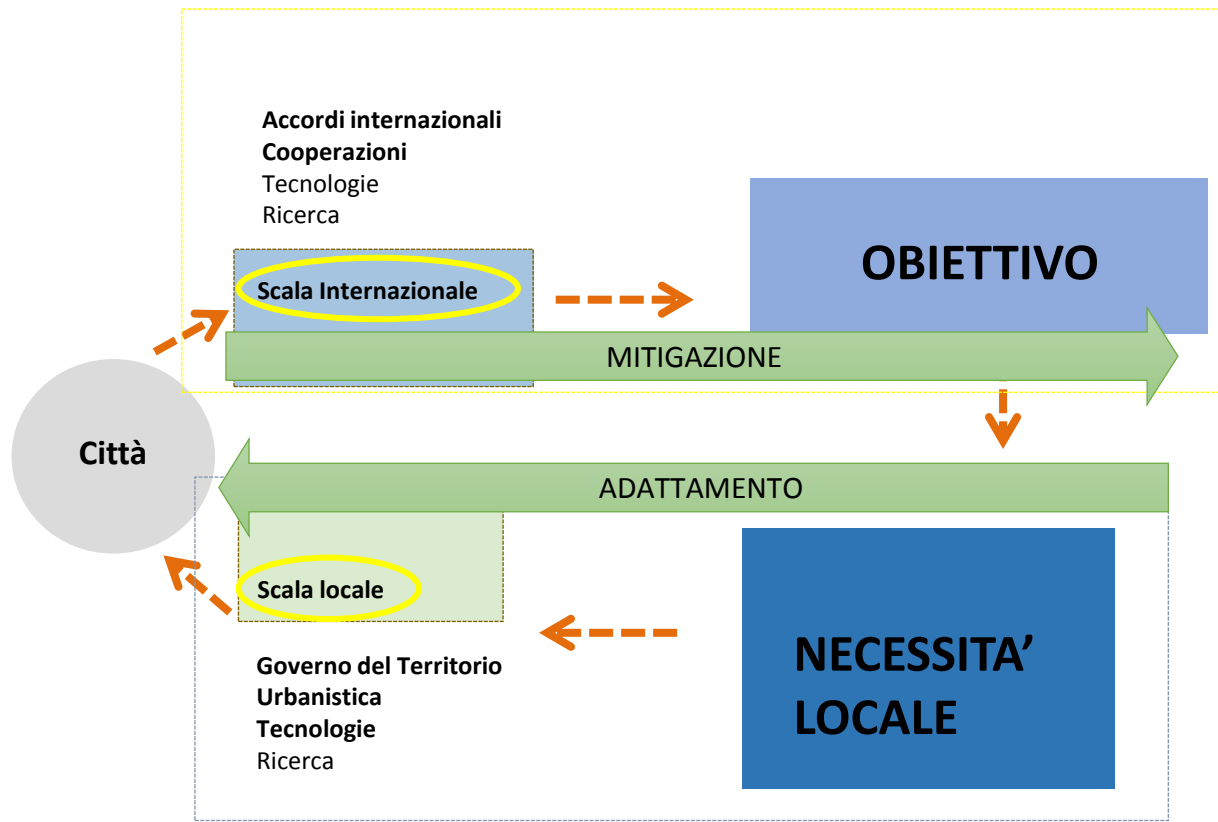 Accordi internazionali
Cooperazioni
Tecnologie
Ricerca
OBIETTIVO
Scala Internazionale
MITIGAZIONE
Città
ADATTAMENTO
Scala locale
NECESSITA’
LOCALE
Governo del Territorio
Urbanistica
Tecnologie
Ricerca